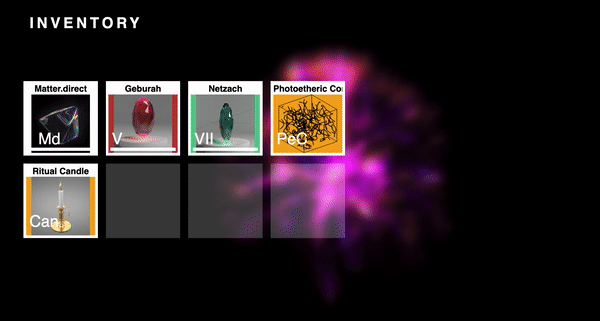 INVENTORY
Matter.direct
Md
Geburah
V
Netzach
VII
Photoetheric Co
PeC
Ritual Candle
Can